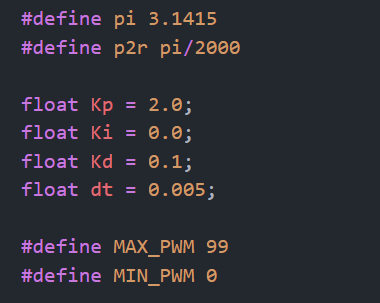 #define pi 3.1415
#define p2r pi/2000
float Kp = 2.0;
float Ki = 0.0;
float Kd = 0.1;
float dt = 0.005;
#define MAX_PWM 99
#define MIN_PWM 0